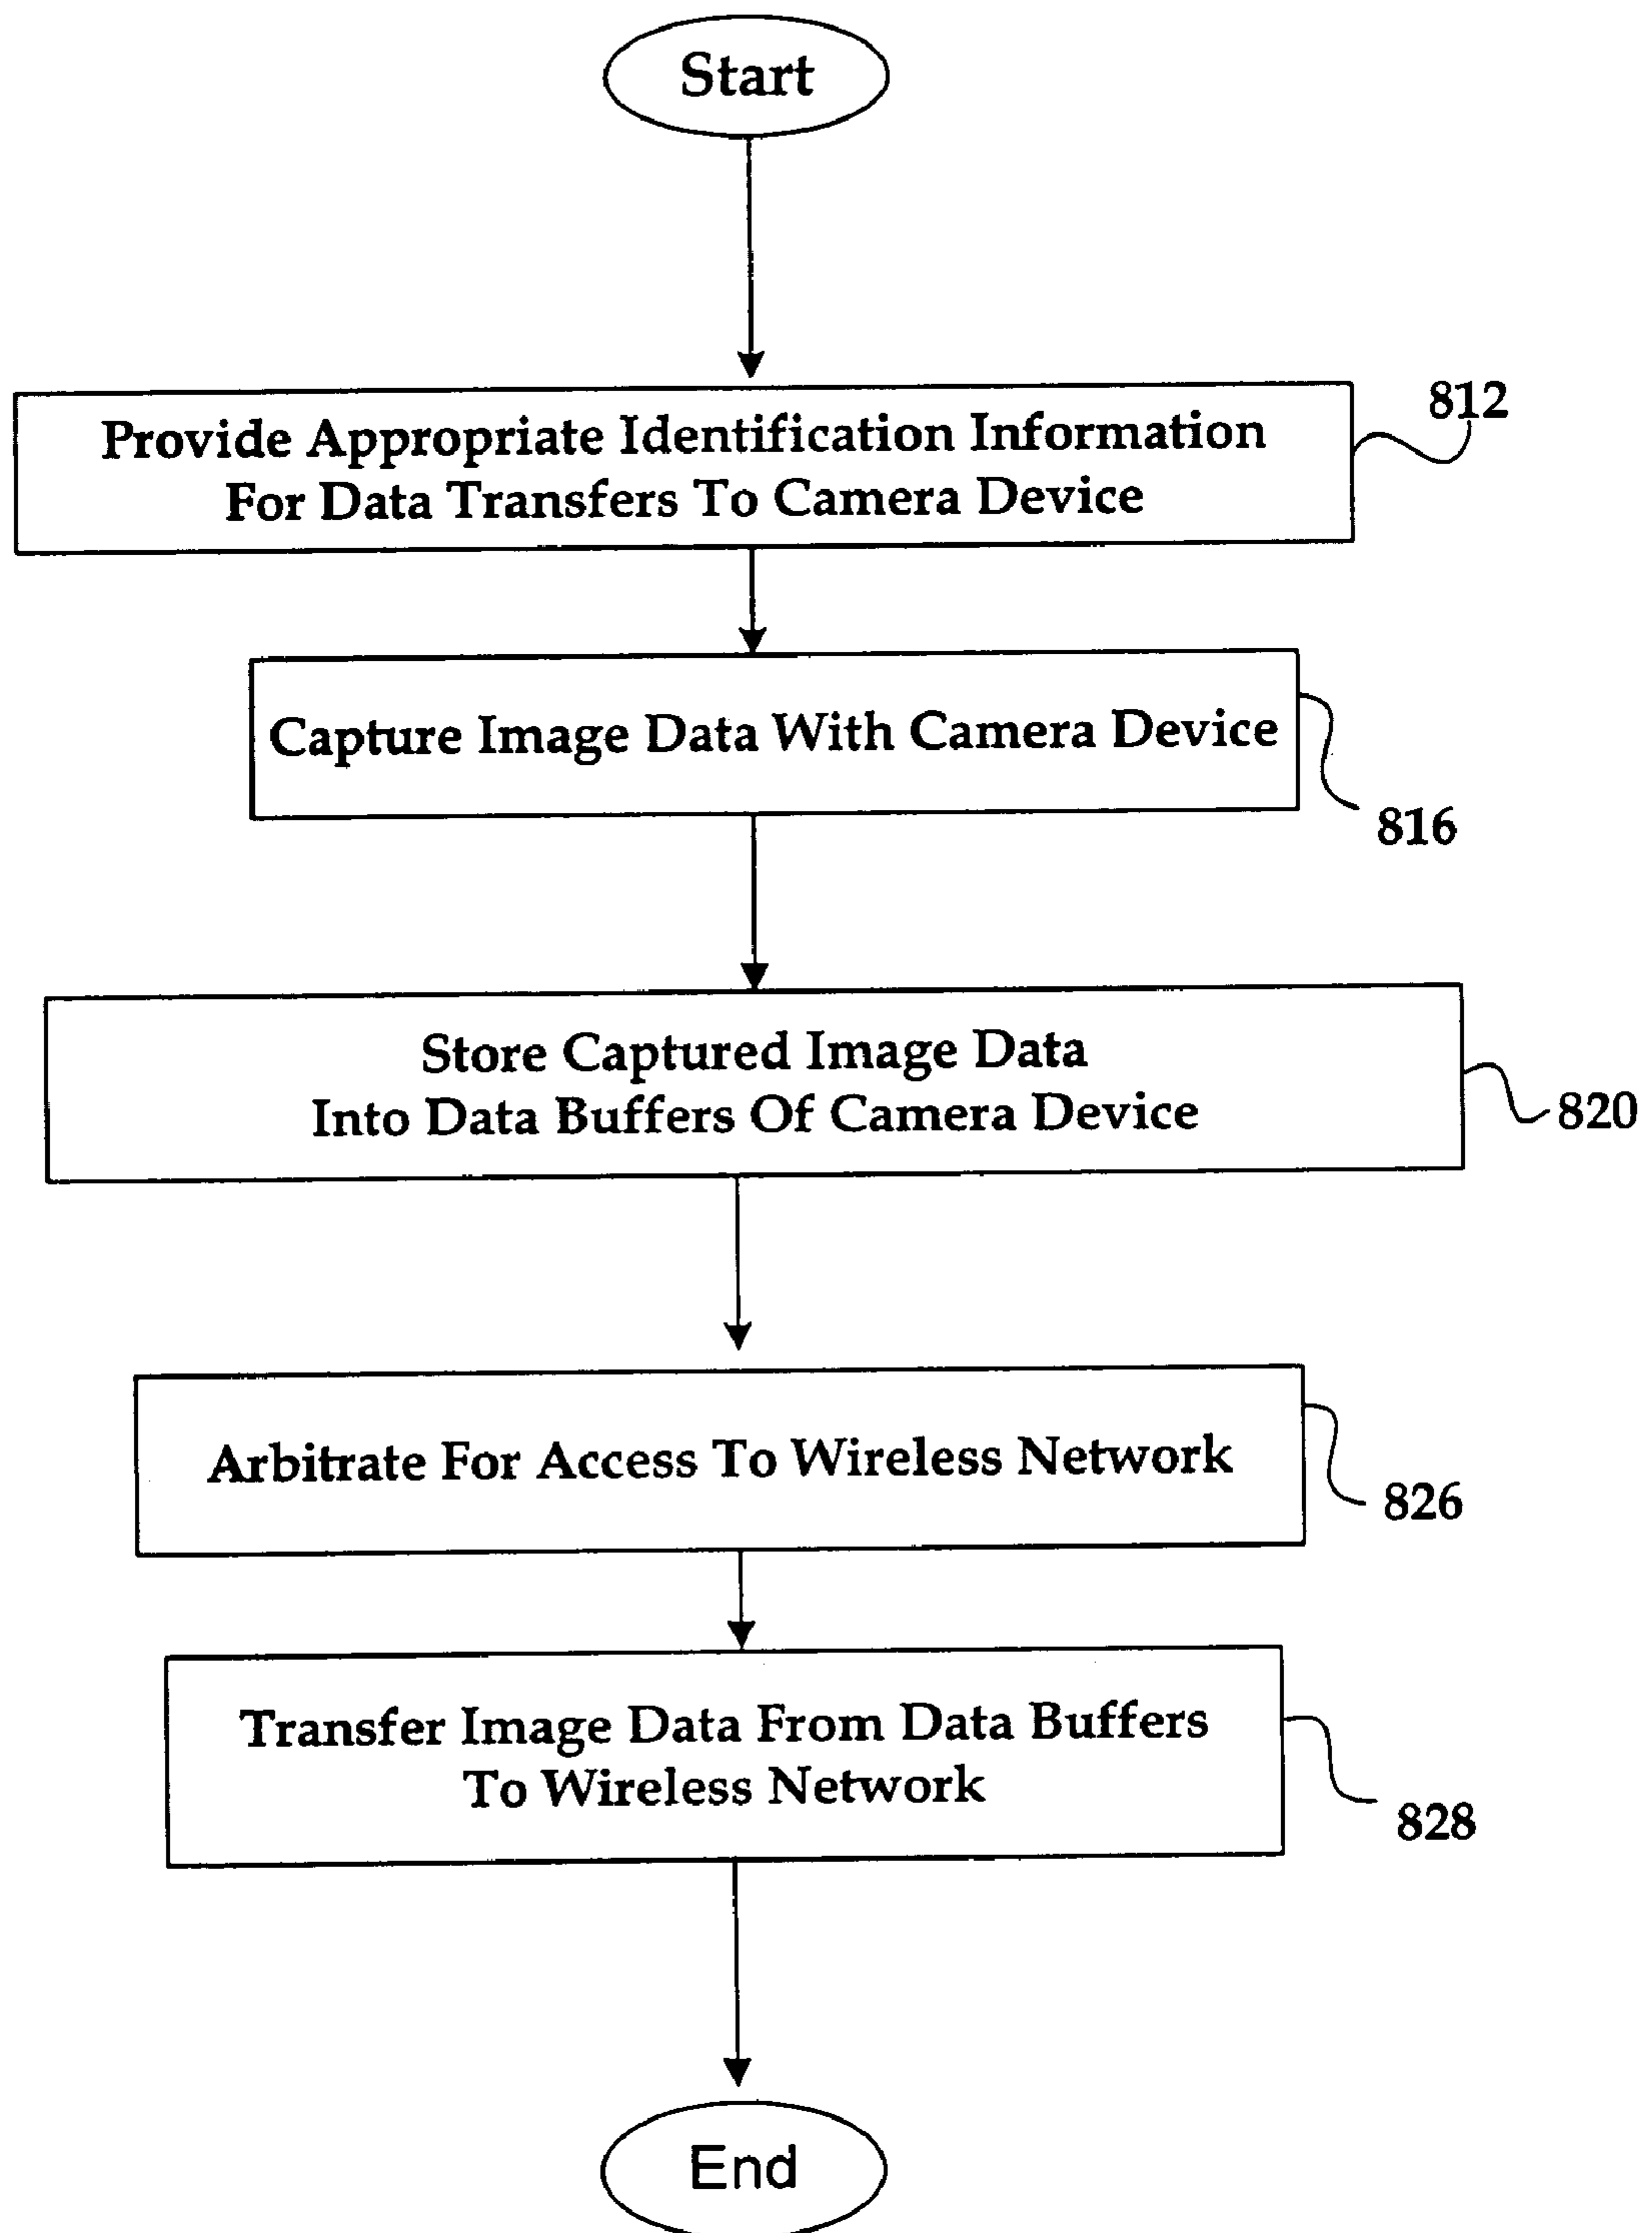 Start
Provide Appropriate Identification Information
For Data Transfers To Camera Device
812
Capture Image Data With Camera Device
816
Store Captured Image Data
Into Data Buffers Of Camera Device
820
Arbitrate For Access To Wireless Network
826
Transfer Image Data From Data Buffers
To Wireless Network
828
End